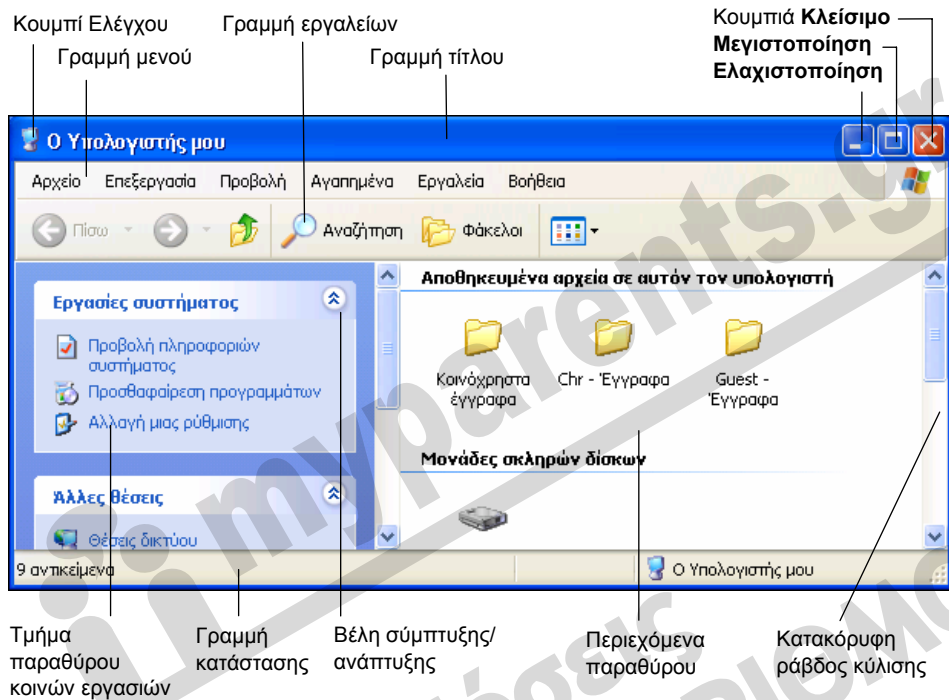 Κουμπί Ελέγχου
Γραμμή εργαλείων
Κουμπιά Κλείσιμο
Γραμμή μενού
Γραμμή τίτλου
Μεγιστοποίηση
Ελαχιστοποίηση
Ο Υπολογιστής μου
Αρχείο Επεξεργασία Προβολή Αγαπημένα Εργαλεία Βοήθεια
Πίσω Αναζήτηση Φάκελοι
Εργασίες συστήματος
Προβολή πληροφοριών
συστήματος
Προσθαφαίρεση προγραμμάτων
Αλλαγή μιας ρύθμισης
Άλλες θέσεις
Θέσεις δικτύου
Αποθηκευμένα αρχεία σε αυτόν τον υπολογιστή
Κοινόχρηστα
έγγραφα
Chr - Έγγραφα
Guest -
Έγγραφα
Μονάδες σκληρών δίσκων
9 αντικείμενα
Ο Υπολογιστής μου
Τμήμα
παραθύρου
κοινών εργασιών
Γραμμή
κατάστασης
Βέλη σύμπτυξης/
ανάπτυξης
Περιεχόμενα
παραθύρου
Κατακόρυφη
ράβδος κύλισης
myparents.gr